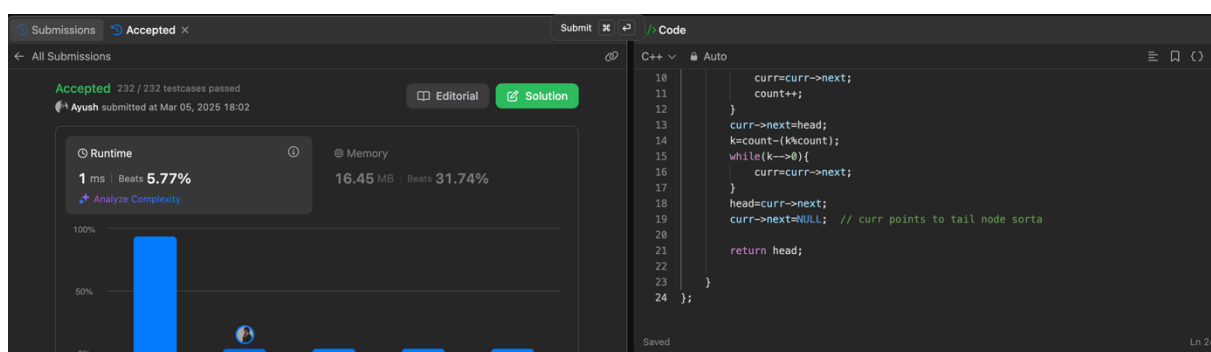 Submissions
Accepted ×
Submit ⌘ ↵
</> Code
← All Submissions
C++ Auto
Accepted 232 / 232 testcases passed
Ayush submitted at Mar 05, 2025 18:02
Editorial
Solution
Runtime
1 ms | Beats 5.77%
Analyze Complexity
Memory
16.45 MB | Beats 31.74%
100%
50%
10 curr=curr->next;
11 count++;
12 }
13 curr->next=head;
14 k=count-(k%count);
15 while(k-->0){
16 curr=curr->next;
17 }
18 head=curr->next;
19 curr->next=NULL; // curr points to tail node sorta
20
21 return head;
22
23 }
24 };
Saved